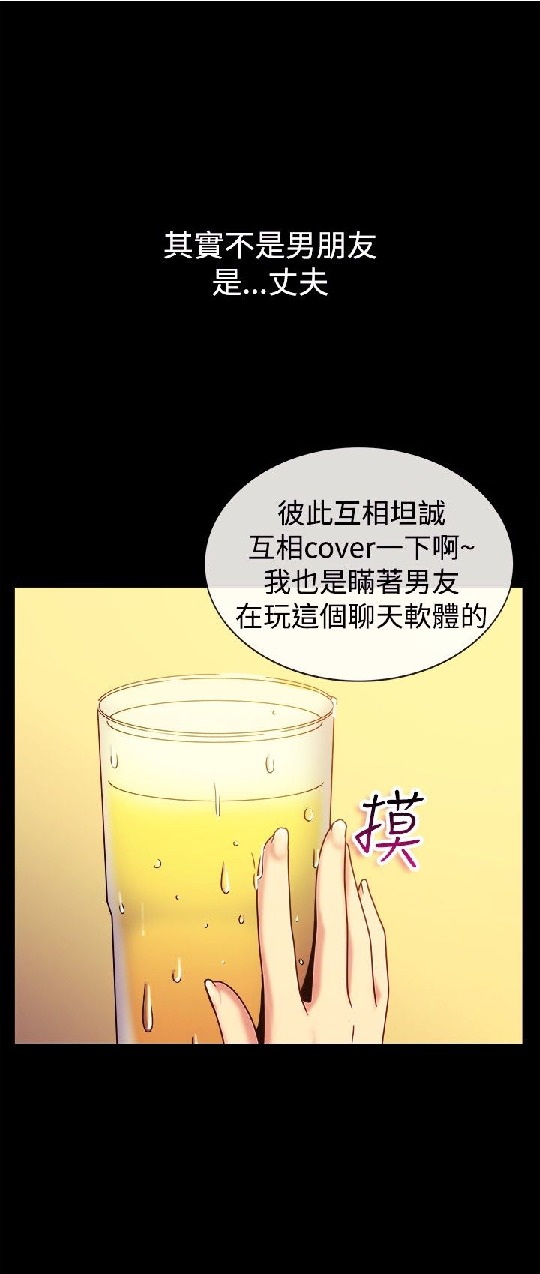 其實不是男朋友
是...丈夫
彼此互相坦誠
互相cover一下啊~
我也是瞞著男友
在玩這個聊天軟體的
摸